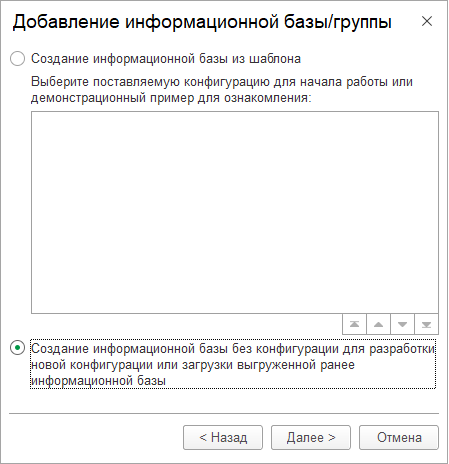 Добавление информационной базы/группы
Создание информационной базы из шаблона
Выберите поставляемую конфигурацию для начала работы или
демонстрационный пример для ознакомления:
Создание информационной базы без конфигурации для разработки
новой конфигурации или загрузки выгруженной ранее
информационной базы
< Назад
Далее >
Отмена